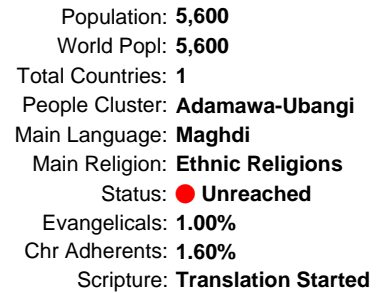 Population: 5,600
World Popl: 5,600
Total Countries: 1
People Cluster: Adamawa-Ubangi
Main Language: Maghdi
Main Religion: Ethnic Religions
Status: Unreached
Evangelicals: 1.00%
Chr Adherents: 1.60%
Scripture: Translation Started